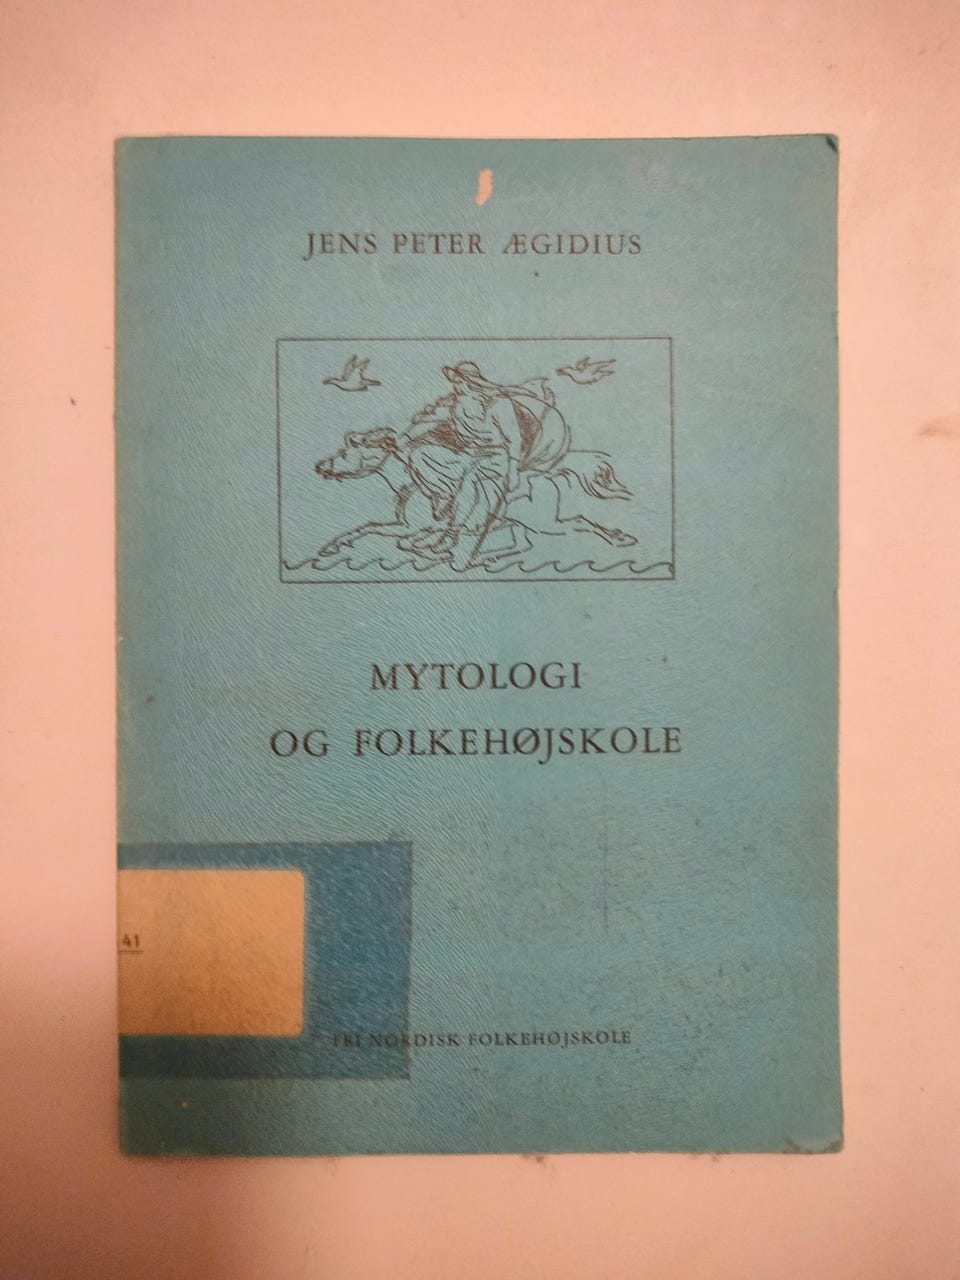 JENS PETER ÆGIDIUS
MYTOLOGI
OG FOLKEHØJSKOLE
41
FRI NORDISK FOLKEHØJSKOLE